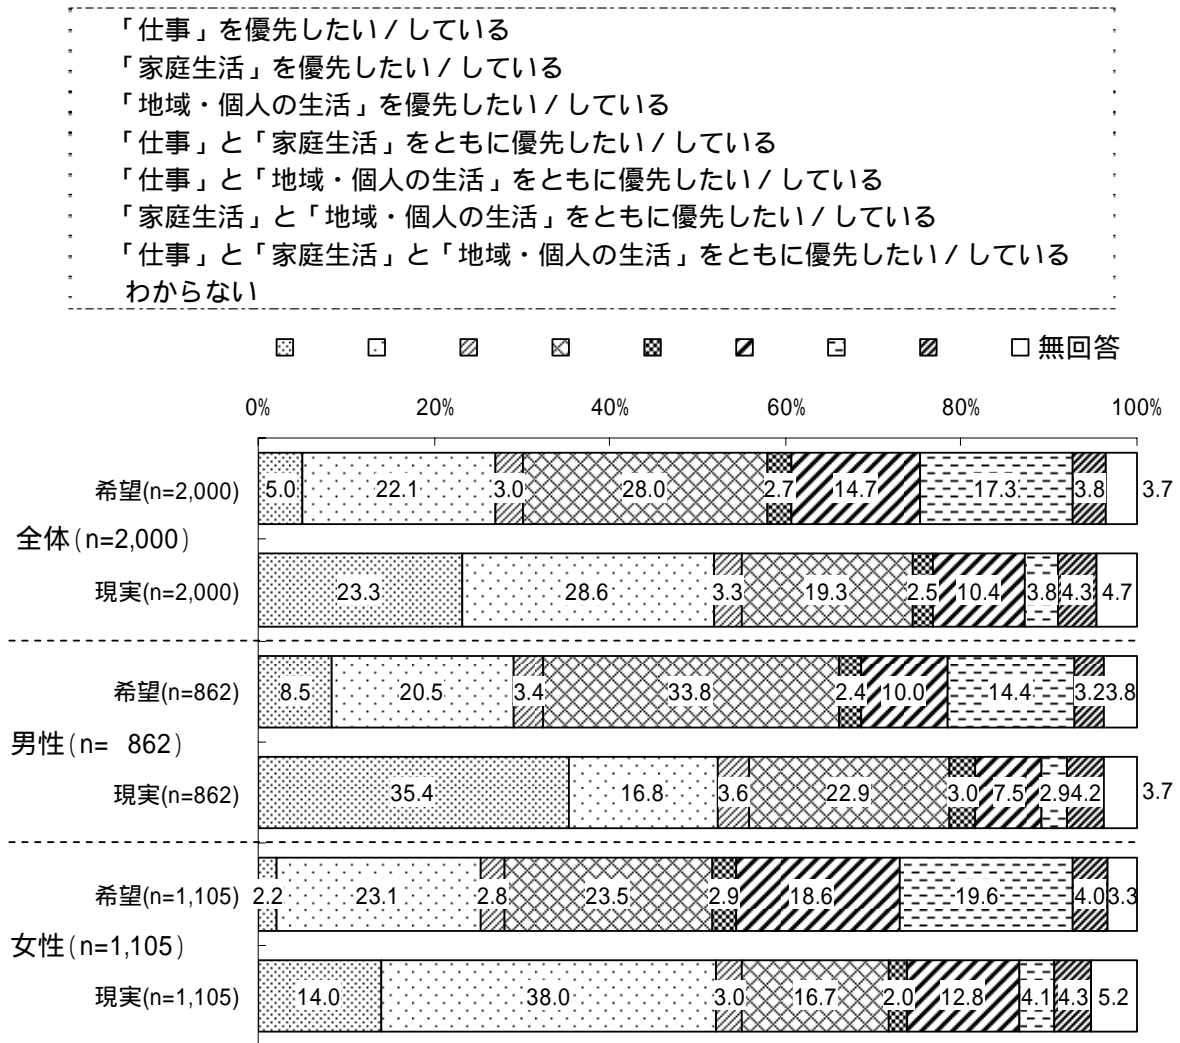 「仕事」を優先したい/している
「家庭生活」を優先したい/している
「地域・個人の生活」を優先したい/している
「仕事」と「家庭生活」をともに優先したい/している
「仕事」と「地域・個人の生活」をともに優先したい/している
「家庭生活」と「地域・個人の生活」をともに優先したい/している
「仕事」と「家庭生活」と「地域・個人の生活」をともに優先したい/している
わからない
無回答
0% 20% 40% 60% 80% 100%
希望(n=2,000) 5.0 22.1 3.0 28.0 2.7 14.7 17.3 3.8 3.7
全体(n=2,000)
現実(n=2,000) 23.3 28.6 3.3 19.3 2.5 10.4 3.8 4.3 4.7
希望(n=862) 8.5 20.5 3.4 33.8 2.4 10.0 14.4 3.2 3.8
男性(n= 862)
現実(n=862) 35.4 16.8 3.6 22.9 3.0 7.5 2.9 4.2 3.7
希望(n=1,105) 2.2 23.1 2.8 23.5 2.9 18.6 19.6 4.0 3.3
女性(n=1,105)
現実(n=1,105) 14.0 38.0 3.0 16.7 2.0 12.8 4.1 4.3 5.2